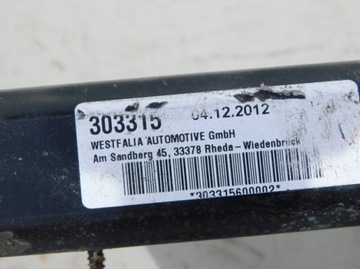 303315 04.12.2012
WESTFALIA AUTOMOTIVE GmbH
Am Sandberg 45, 33378 Rheda-Wiedenbrück
*303315600002*